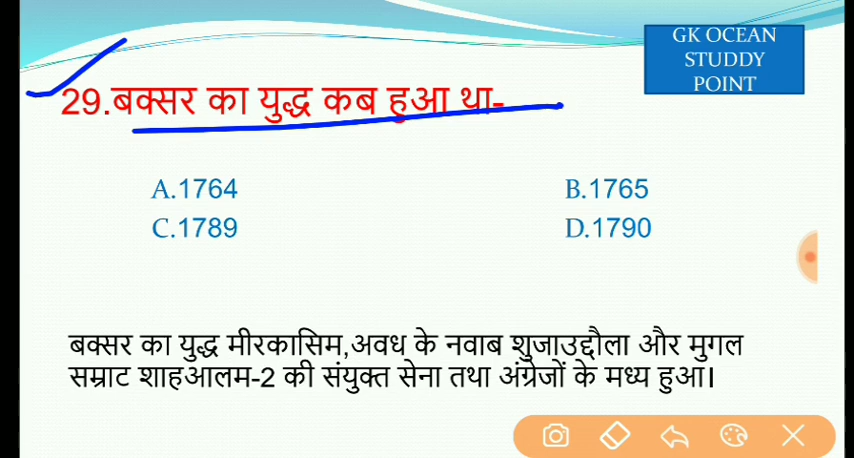 GK OCEAN
STUDDY
POINT
29.बक्सर का युद्ध कब हुआ था-
A.1764 B.1765
C.1789 D.1790
बक्सर का युद्ध मीरकासिम,अवध के नवाब शुजाउद्दौला और मुगल
सम्राट शाहआलम-2 की संयुक्त सेना तथा अंग्रेजों के मध्य हुआ।